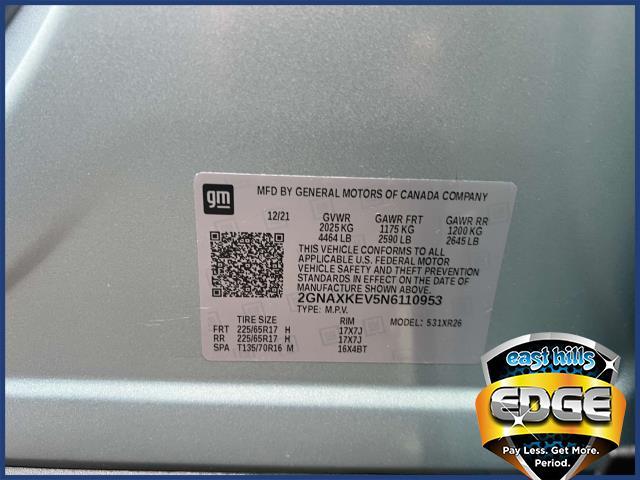 gm
MFD BY GENERAL MOTORS OF CANADA COMPANY
12/21 GVWR GAWR FRT GAWR RR
2025 KG 1175 KG 1200 KG
4464 LB 2590 LB 2645 LB
THIS VEHICLE CONFORMS TO ALL
APPLICABLE U.S. FEDERAL MOTOR
VEHICLE SAFETY AND THEFT PREVENTION
STANDARDS IN EFFECT ON THE DATE OF
MANUFACTURE SHOWN ABOVE.
2GNAXKEV5N6110953
TYPE: M.P.V. MODEL: 531XR26
TIRE SIZE RIM
FRT 225/65R17 H 17X7J
RR 225/65R17 H 17X7J
SPA T135/70R16 M 16X4BT
east hills
EDGE
Pay Less. Get More.
Period.